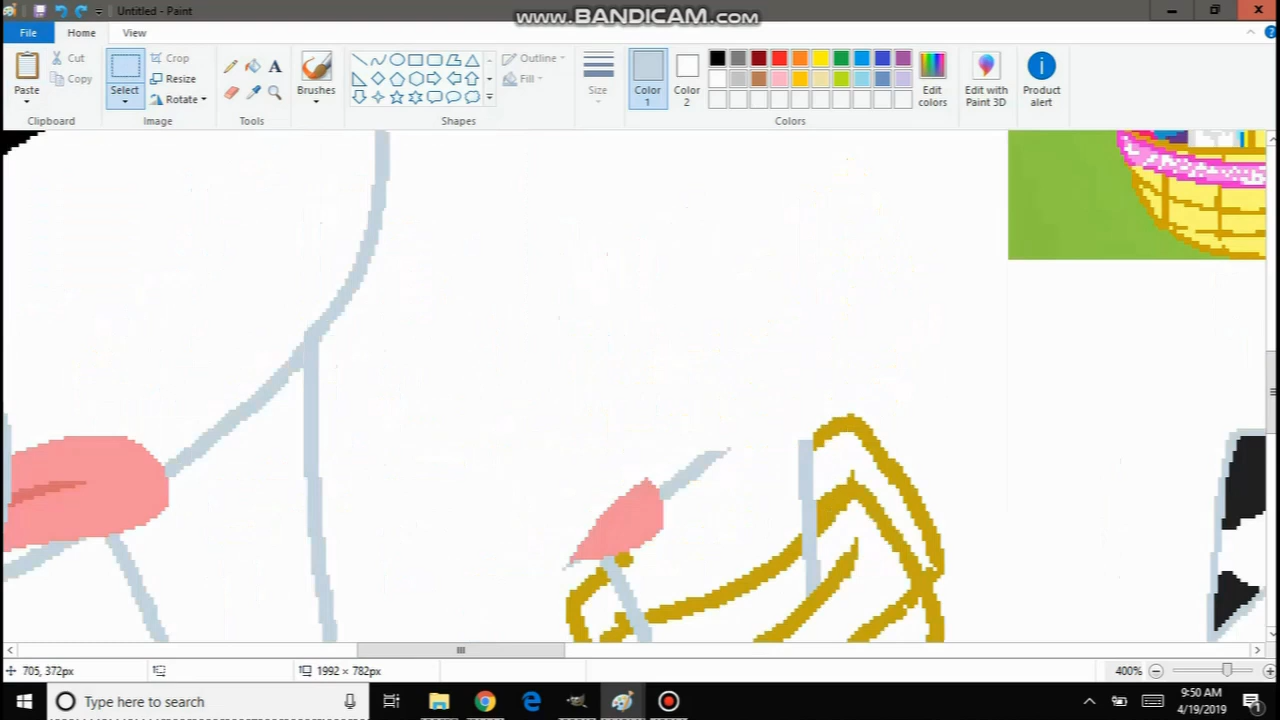 Untitled - Paint
www.BANDICAM.com
File Home View
Paste
Cut
Copy
Clipboard
Select
Crop
Resize
Rotate
Image
Tools
Brushes
Shapes
Outline
Fill
Size
Color 1
Color 2
Edit colors
Colors
Edit with Paint 3D
Product alert
705, 372px
1992 × 782px
400%
Type here to search
9:50 AM
4/19/2019
1